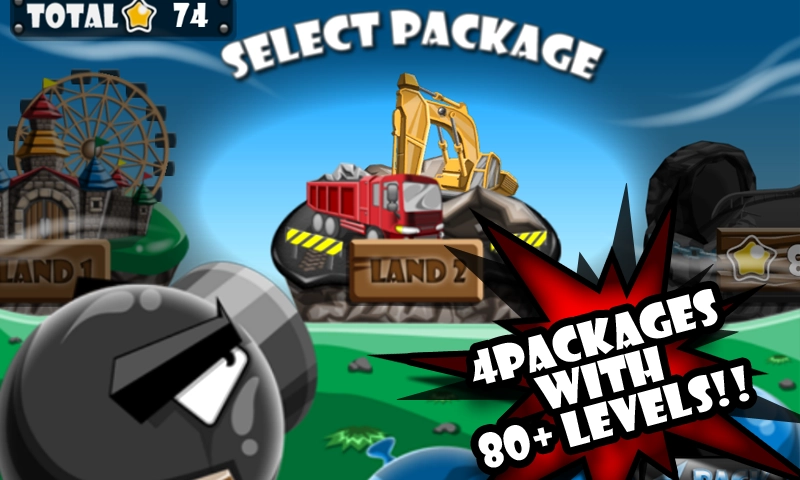 TOTAL 74
SELECT PACKAGE
LAND 1
LAND 2
4PACKAGES
WITH
80+ LEVELS!!